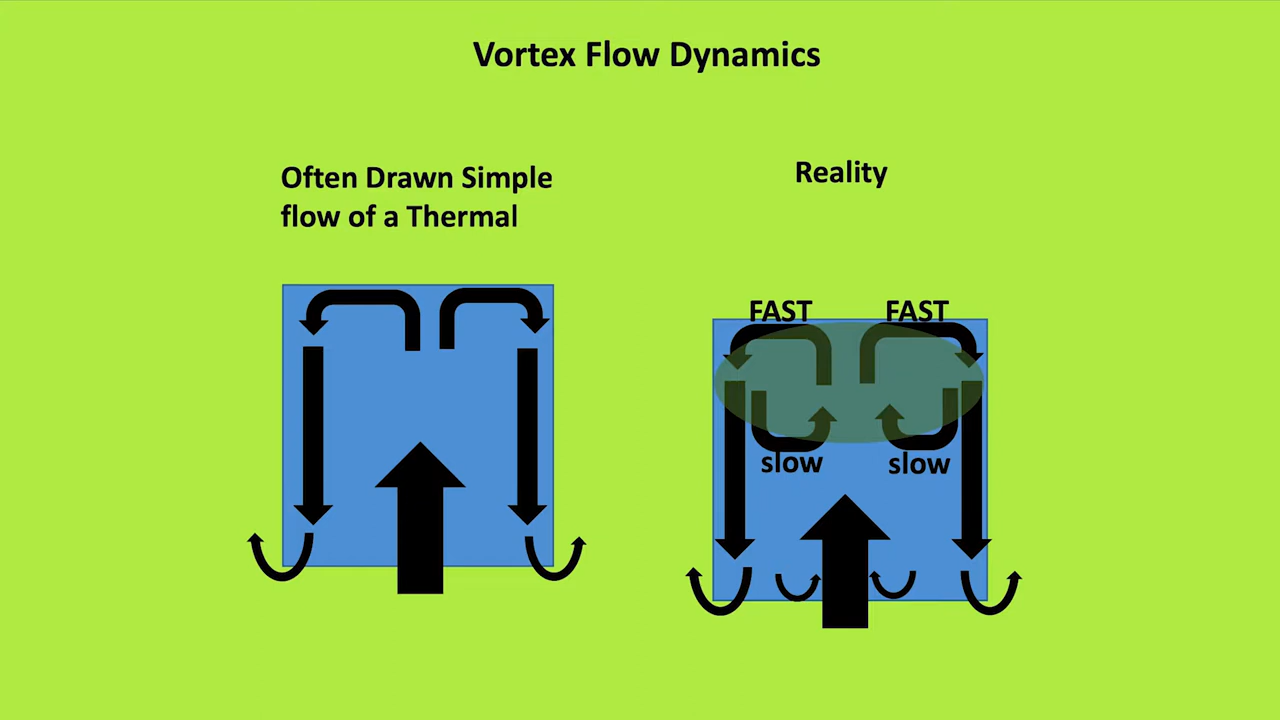 Vortex Flow Dynamics
Often Drawn Simple
flow of a Thermal
Reality
FAST FAST
slow slow